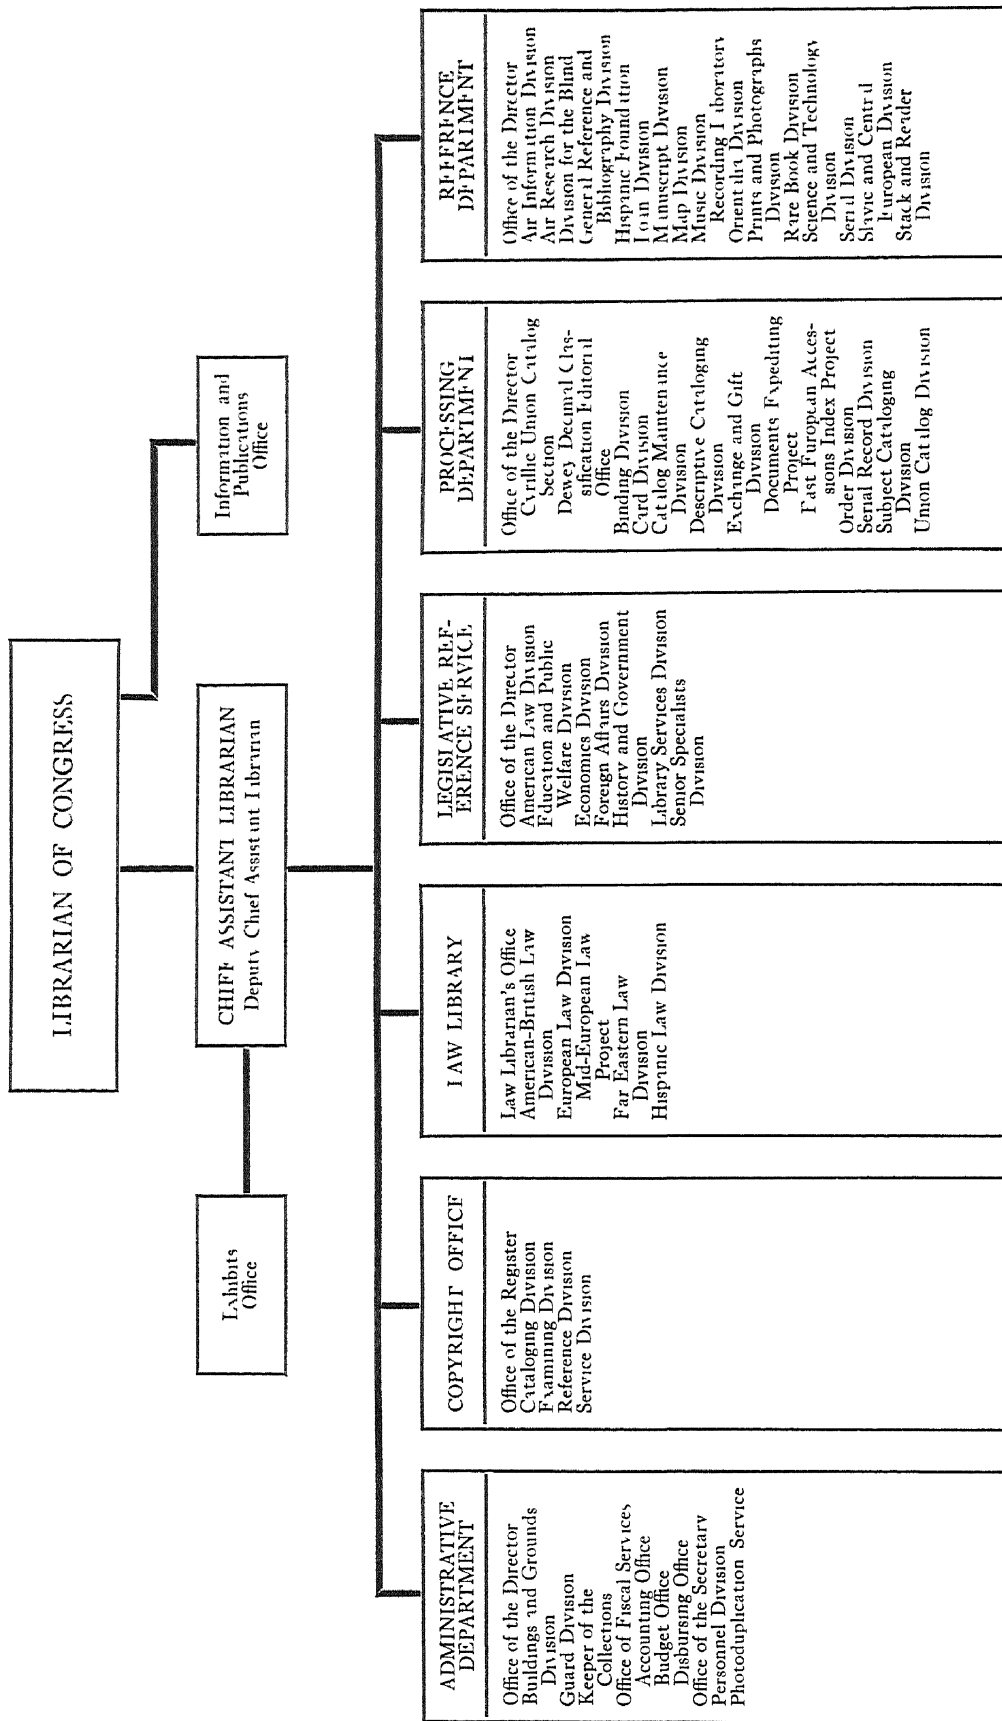 LIBRARIAN OF CONGRESS
Information and
Publications
Office
CHIEF ASSISTANT LIBRARIAN
Deputy Chief Assistant Librarian
Exhibits
Office
ADMINISTRATIVE
DEPARTMENT
Office of the Director
Buildings and Grounds
Division
Guard Division
Keeper of the
Collections
Office of Fiscal Services
Accounting Office
Budget Office
Disbursing Office
Office of the Secretary
Personnel Division
Photoduplication Service
COPYRIGHT OFFICE
Office of the Register
Cataloging Division
Examining Division
Reference Division
Service Division
LAW LIBRARY
Law Librarian's Office
American-British Law
Division
European Law Division
Mid-European Law
Project
Far Eastern Law
Division
Hispanic Law Division
LEGISLATIVE REF-
ERENCE SERVICE
Office of the Director
American Law Division
Education and Public
Welfare Division
Economics Division
Foreign Affairs Division
History and Government
Division
Library Services Division
Senior Specialists
Division
PROCESSING
DEPARTMENT
Office of the Director
Cyrillic Union Catalog
Section
Dewey Decimal Clas-
sification Editorial
Office
Binding Division
Card Division
Catalog Maintenance
Division
Descriptive Cataloging
Division
Exchange and Gift
Division
Documents Expediting
Project
East European Acces-
sions Index Project
Order Division
Serial Record Division
Subject Cataloging
Division
Union Catalog Division
REFERENCE
DEPARTMENT
Office of the Director
Air Information Division
Air Research Division
Division for the Blind
General Reference and
Bibliography Division
Hispanic Foundation
Loan Division
Manuscript Division
Map Division
Music Division
Recording Laboratory
Orientalia Division
Prints and Photographs
Division
Rare Book Division
Science and Technology
Division
Serial Division
Slavic and Central
European Division
Stack and Reader
Division